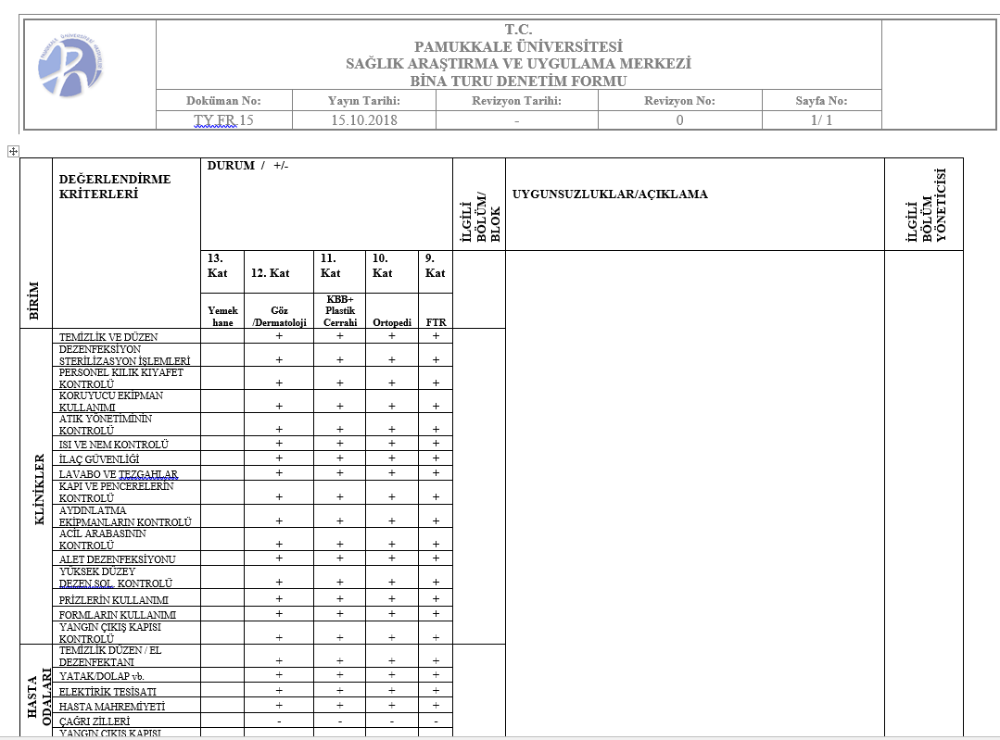 T.C.
PAMUKKALE ÜNİVERSİTESİ
SAĞLIK ARAŞTIRMA VE UYGULAMA MERKEZİ
BİNA TURU DENETİM FORMU
Doküman No: Yayın Tarihi: Revizyon Tarihi: Revizyon No: Sayfa No:
TY.FR.15 15.10.2018 - 0 1/ 1
BİRİM
DEĞERLENDİRME
KRİTERLERİ
DURUM / +/-
İLGİLİ
BÖLÜM/
BLOK
UYGUNSUZLUKLAR/AÇIKLAMA
İLGİLİ
BÖLÜM
YÖNETİCİSİ
13.
Kat
12. Kat
11.
Kat
10.
Kat
9.
Kat
Yemek
hane
Göz
/Dermatoloji
KBB+
Plastik
Cerrahi
Ortopedi
FTR
KLİNİKLER
TEMİZLİK VE DÜZEN + + + +
DEZENFEKSİYON
STERİLİZASYON İŞLEMLERİ + + + +
PERSONEL KILIK KIYAFET
KONTROLÜ + + + +
KORUYUCU EKİPMAN
KULLANIMI + + + +
ATIK YÖNETİMİNİN
KONTROLÜ + + + +
ISI VE NEM KONTROLÜ + + + +
İLAÇ GÜVENLİĞİ + + + +
LAVABO VE TEZGAHLAR + + + +
KAPI VE PENCERELERİN
KONTROLÜ + + + +
AYDINLATMA
EKİPMANLARIN KONTROLÜ + + + +
ACİL ARABASININ
KONTROLÜ + + + +
ALET DEZENFEKSİYONU + + + +
YÜKSEK DÜZEY
DEZEN.SOL. KONTROLÜ + + + +
PRİZLERİN KULLANIMI + + + +
FORMLARIN KULLANIMI + + + +
YANGIN ÇIKIŞ KAPISI
KONTROLÜ + + + +
HASTA
ODALARI
TEMİZLİK DÜZEN / EL
DEZENFEKTANI + + + +
YATAK/DOLAP vb. + + + +
ELEKTİRİK TESİSATI + + + +
HASTA MAHREMİYETİ + + + +
ÇAĞRI ZİLLERİ - - - -
YANGIN ÇIKIŞ KAPISI